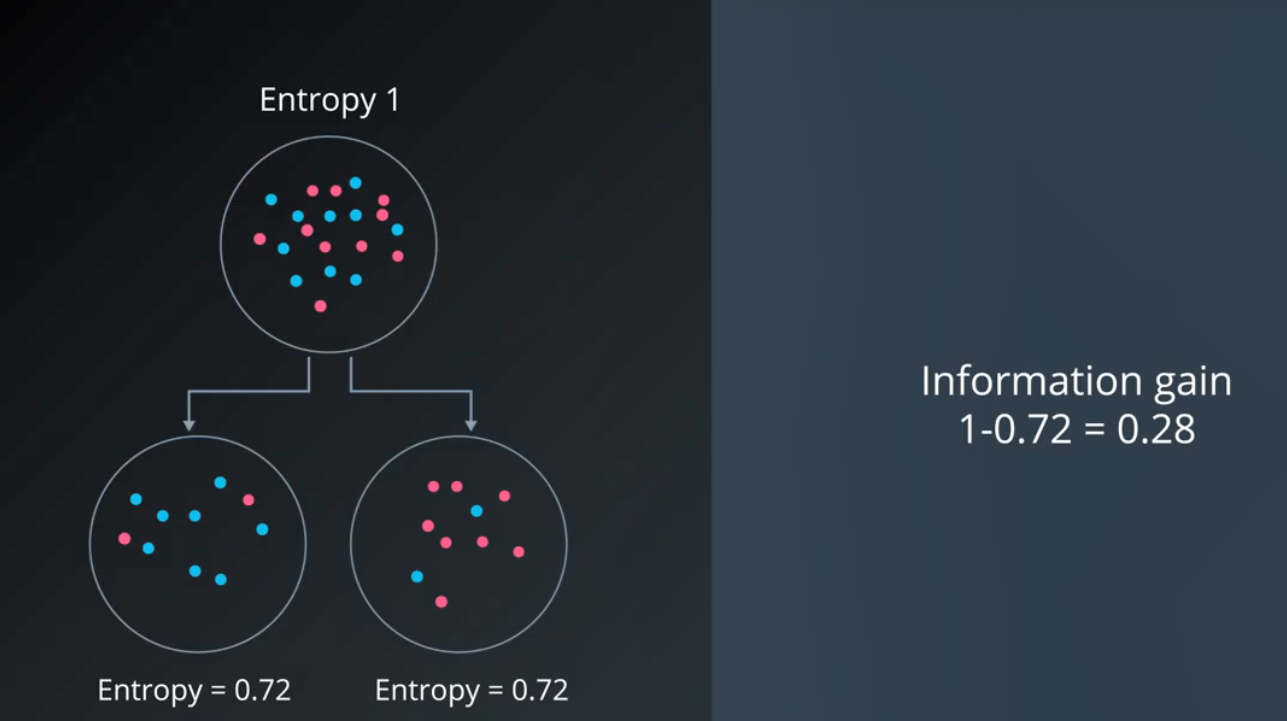 Entropy 1
Information gain
1-0.72 = 0.28
Entropy = 0.72
Entropy = 0.72